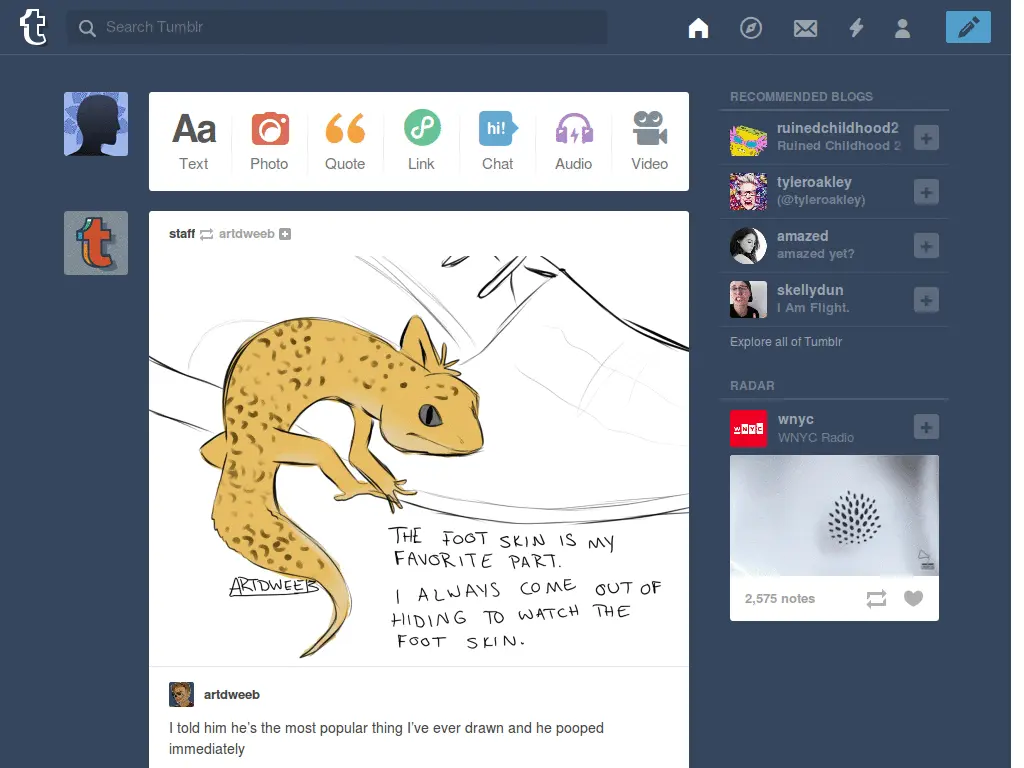 t
Search Tumblr
Aa
hi!
Text
Photo
Quote
Link
Chat
Audio
Video
t
staff artdweeb
THE FOOT SKIN IS MY
FAVORITE PART.
I ALWAYS COME OUT OF
HIDING TO WATCH THE
FOOT SKIN.
ARTDWEEB
artdweeb
I told him he's the most popular thing I've ever drawn and he pooped
immediately
RECOMMENDED BLOGS
ruinedchildhood2
Ruined Childhood 2
tyleroakley
(@tyleroakley)
amazed
amazed yet?
skellydun
I Am Flight.
Explore all of Tumblr
RADAR
WNYC
wnyc
WNYC Radio
2,575 notes